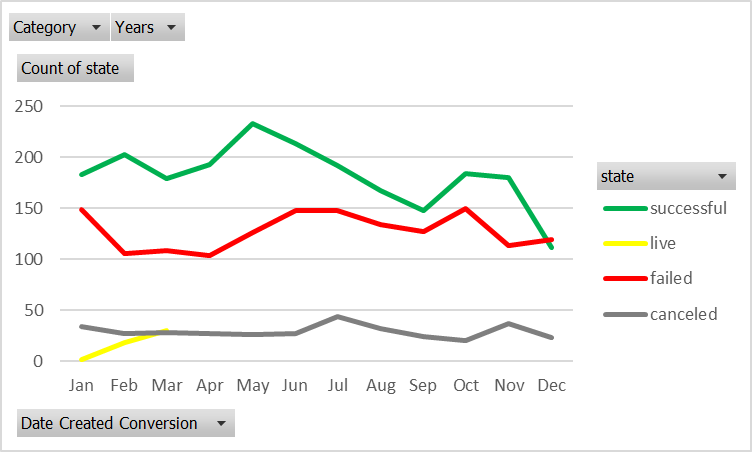 Category Years
Count of state
250
200
150
100
50
0
Jan Feb Mar Apr May Jun Jul Aug Sep Oct Nov Dec
state
successful
live
failed
canceled
Date Created Conversion